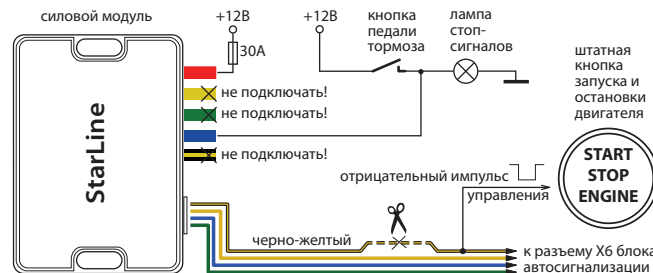 силовой модуль
+12В
+12В
кнопка
педали
тормоза
лампа
стоп-
сигналов
30А
не подключать!
не подключать!
не подключать!
StarLine
штатная
кнопка
запуска и
остановки
двигателя
START
STOP
ENGINE
отрицательный импульс
управления
черно-желтый
к разъему Х6 блока
автосигнализации